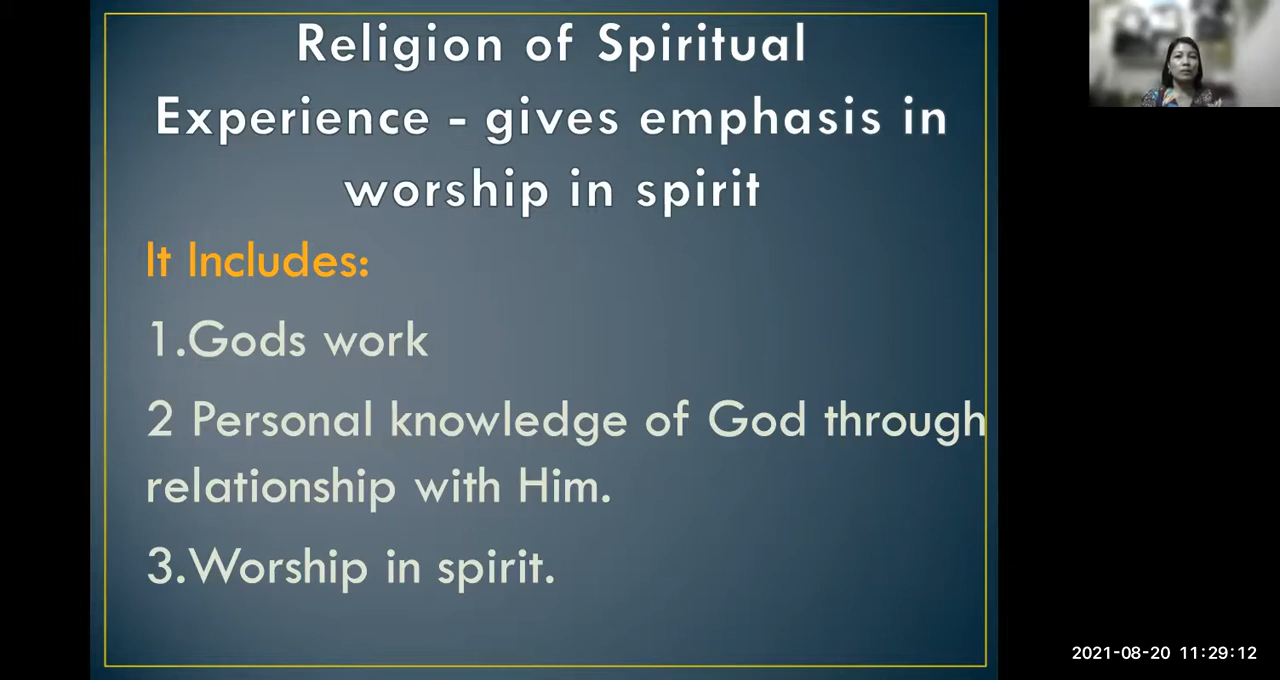 Religion of Spiritual
Experience - gives emphasis in
worship in spirit
It Includes:
1.Gods work
2 Personal knowledge of God through
relationship with Him.
3.Worship in spirit.
2021-08-20 11:29:12